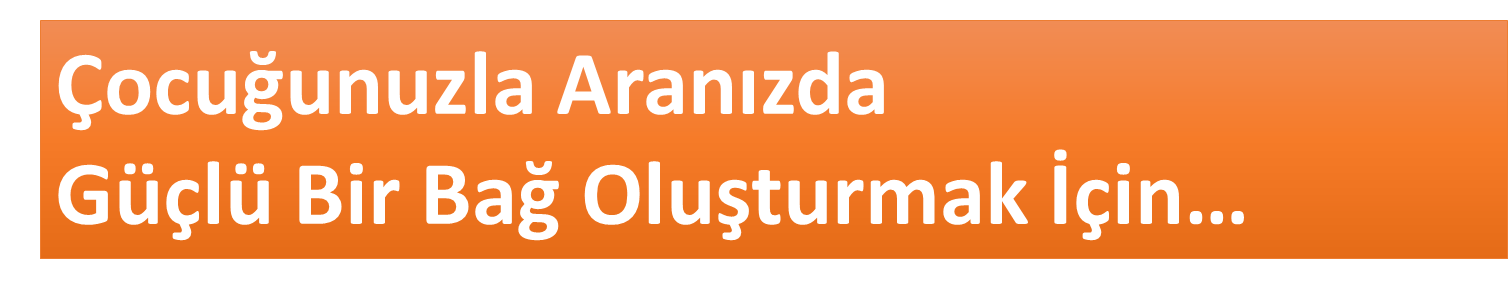 Çocuğunuzla Aranızda
Güçlü Bir Bağ Oluşturmak İçin...